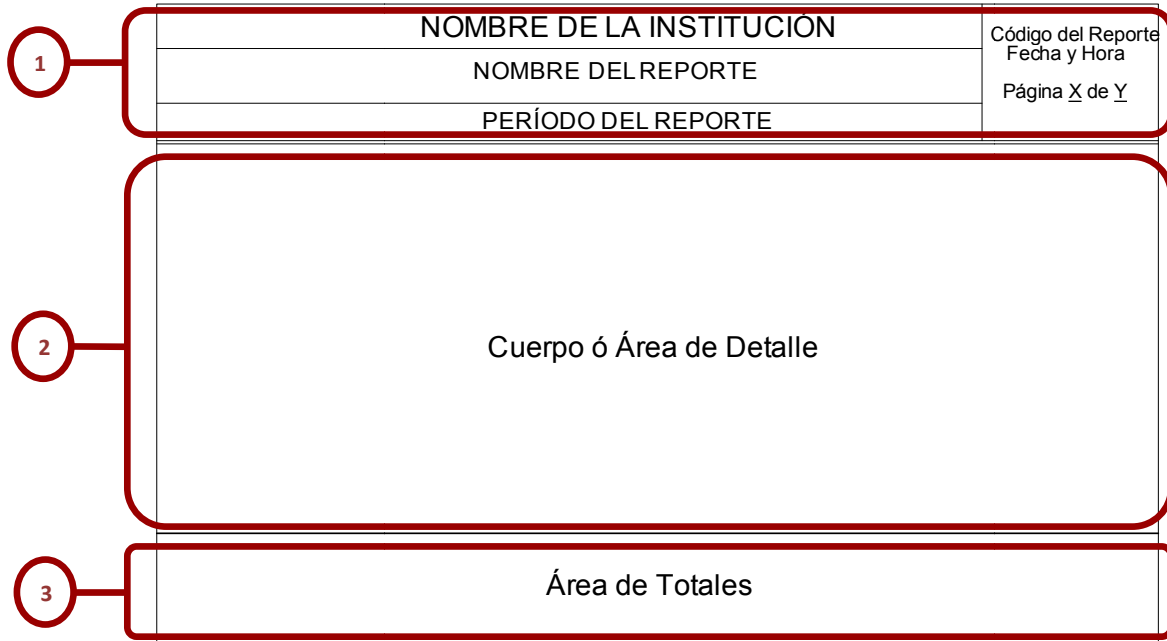 NOMBRE DE LA INSTITUCIÓN
NOMBRE DEL REPORTE
PERÍODO DEL REPORTE
Código del Reporte
Fecha y Hora
Página X de Y
1
Cuerpo ó Área de Detalle
2
Área de Totales
3